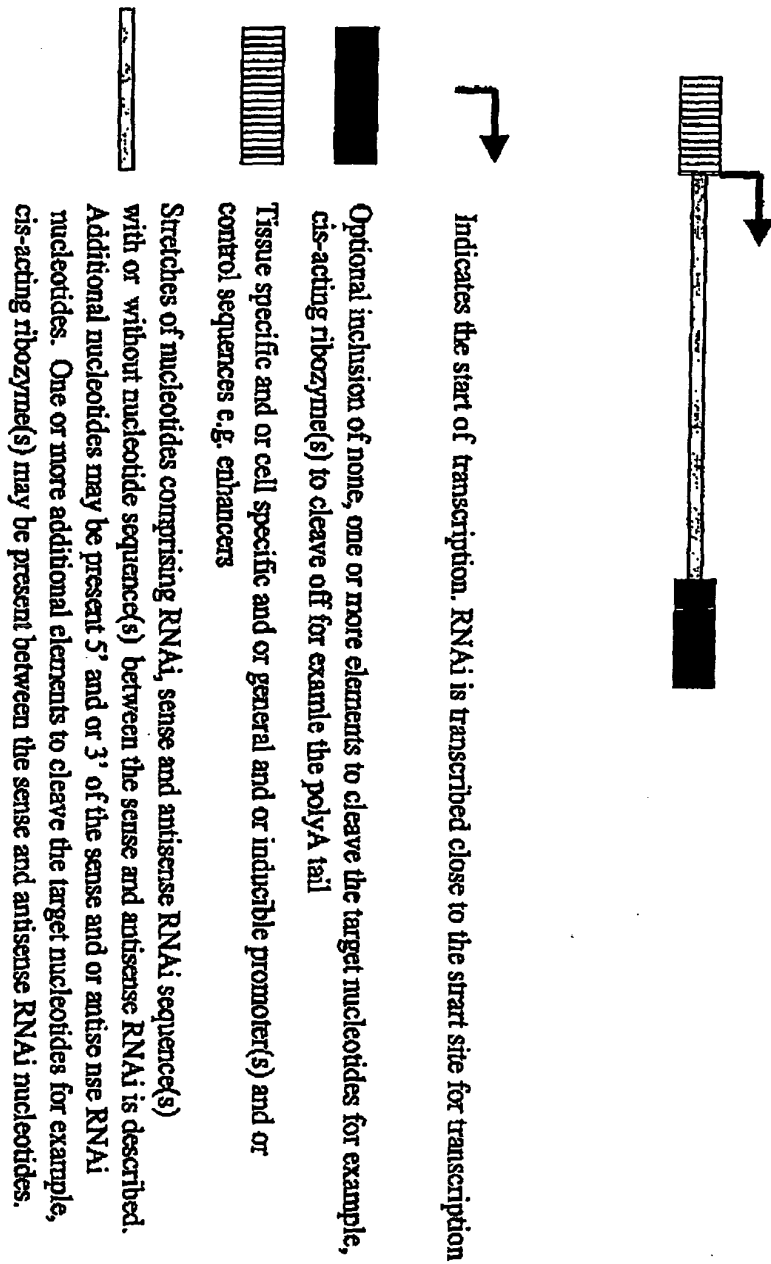 Indicates the start of transcription. RNAi is transcribed close to the strart site for transcription
Optional inclusion of none, one or more elements to cleave the target nucleotides for example,
cis-acting ribozyme(s) to cleave off for examle the polyA tail
Tissue specific and or cell specific and or general and or inducible promoter(s) and or
control sequences e.g. enhancers
Stretches of nucleotides comprising RNAi, sense and antisense RNAi sequence(s)
with or without nucleotide sequence(s) between the sense and antisense RNAi is described.
Additional nucleotides may be present 5' and or 3' of the sense and or antise nse RNAi
nucleotides. One or more additional elements to cleave the target nucleotides for example,
cis-acting ribozyme(s) may be present between the sense and antisense RNAi nucleotides.